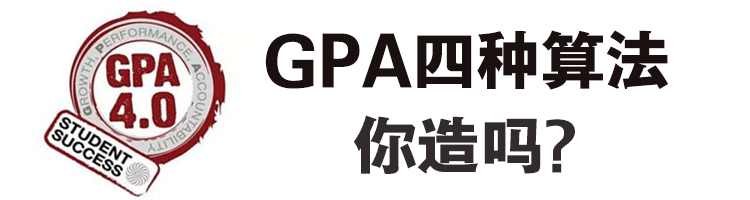 GROWTH, PERFORMANCE, ACCOUNTABILITY
GPA
4.0
STUDENT
SUCCESS
GPA四种算法
你造吗?